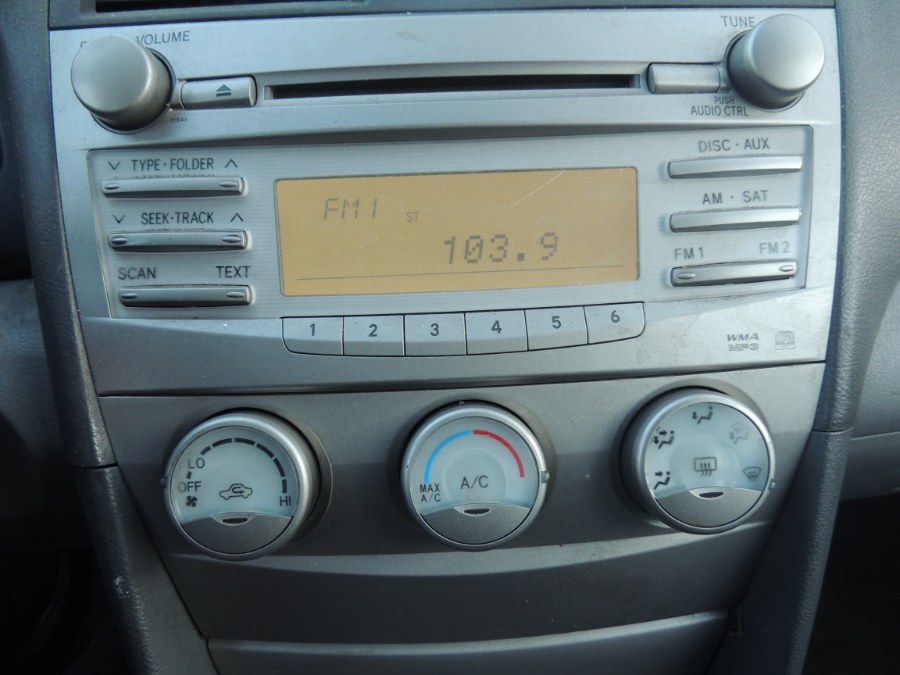 VOLUME
TUNE
PUSH
AUDIO CTRL
TYPE·FOLDER
SEEK·TRACK
SCAN TEXT
FM1 ST
103.9
DISC·AUX
AM·SAT
FM1 FM2
1 2 3 4 5 6
WMA
MP3
LO
OFF
HI
MAX
A/C
A/C